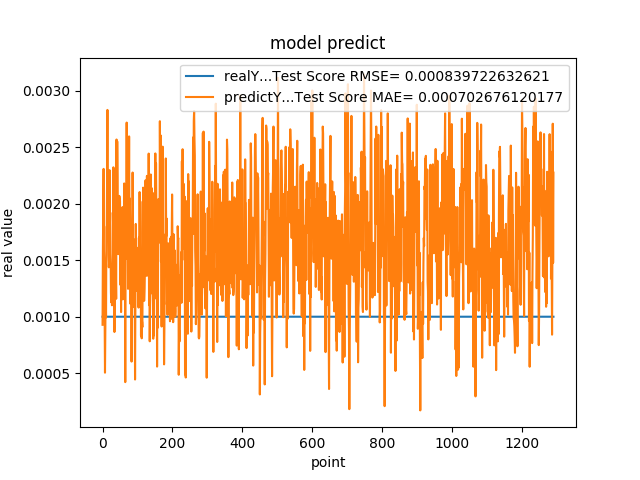 model predict
realY...Test Score RMSE= 0.000839722632621
predictY...Test Score MAE= 0.000702676120177
0.0030
0.0025
0.0020
0.0015
0.0010
0.0005
real value
0 200 400 600 800 1000 1200
point